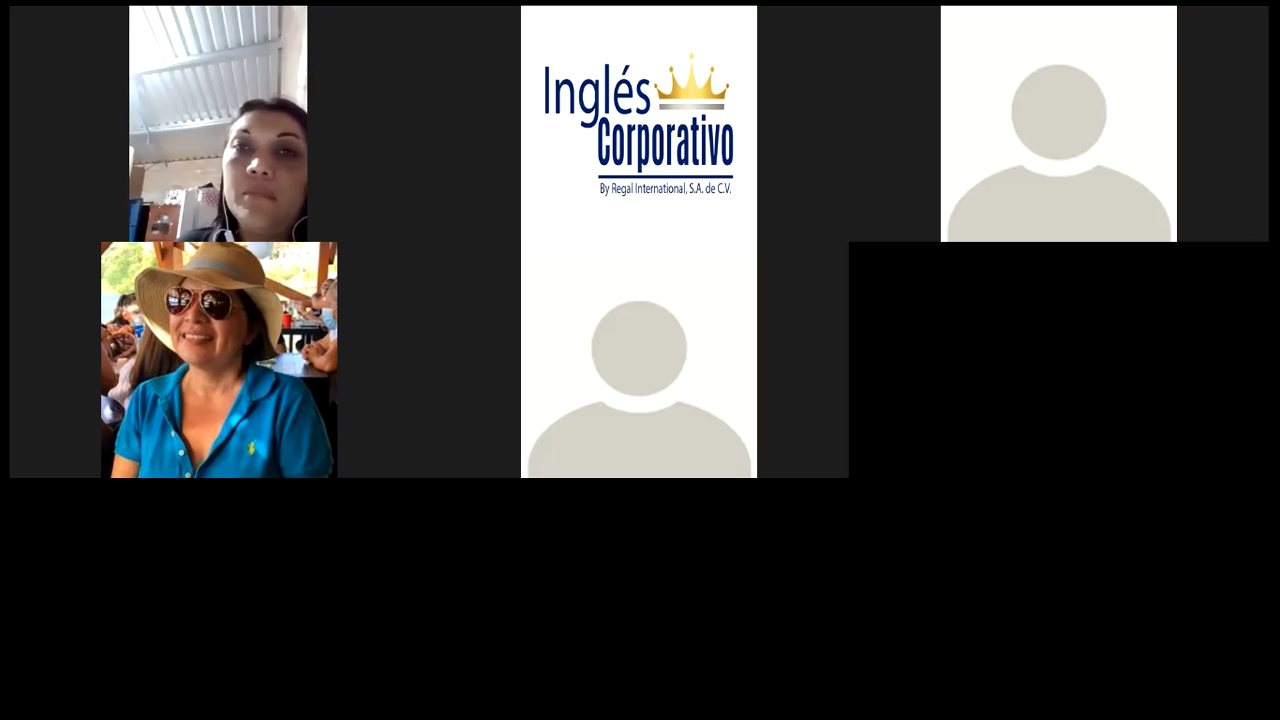 Inglés
Corporativo
By Regal International, S.A. de C.V.